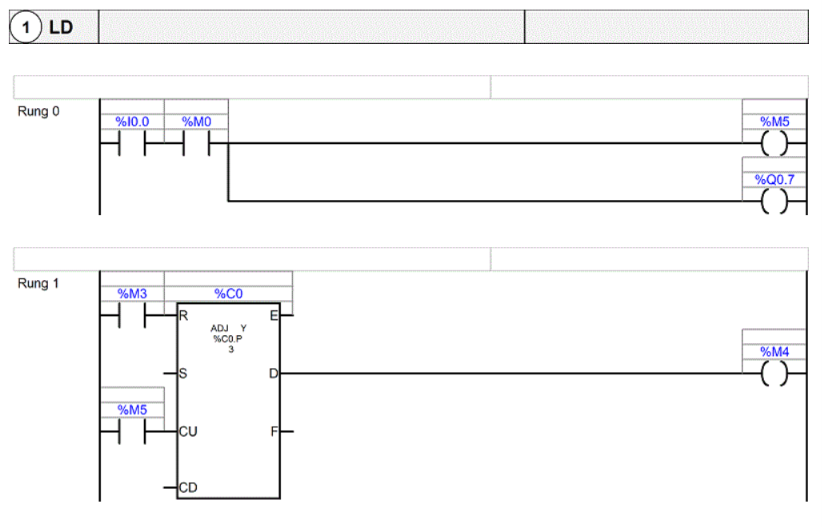 1 LD
Rung 0
%I0.0 %M0 %M5
%Q0.7
Rung 1
%M3 %C0
R E
ADJ Y
%C0.P
3
%M4
S D
%M5
CU F
CD